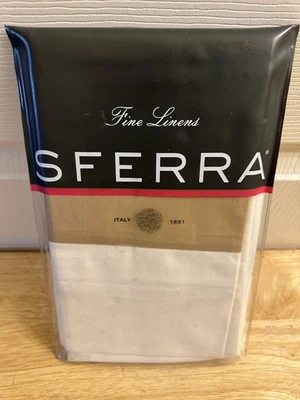 Fine Linens
SFERRA®
ITALY 1891